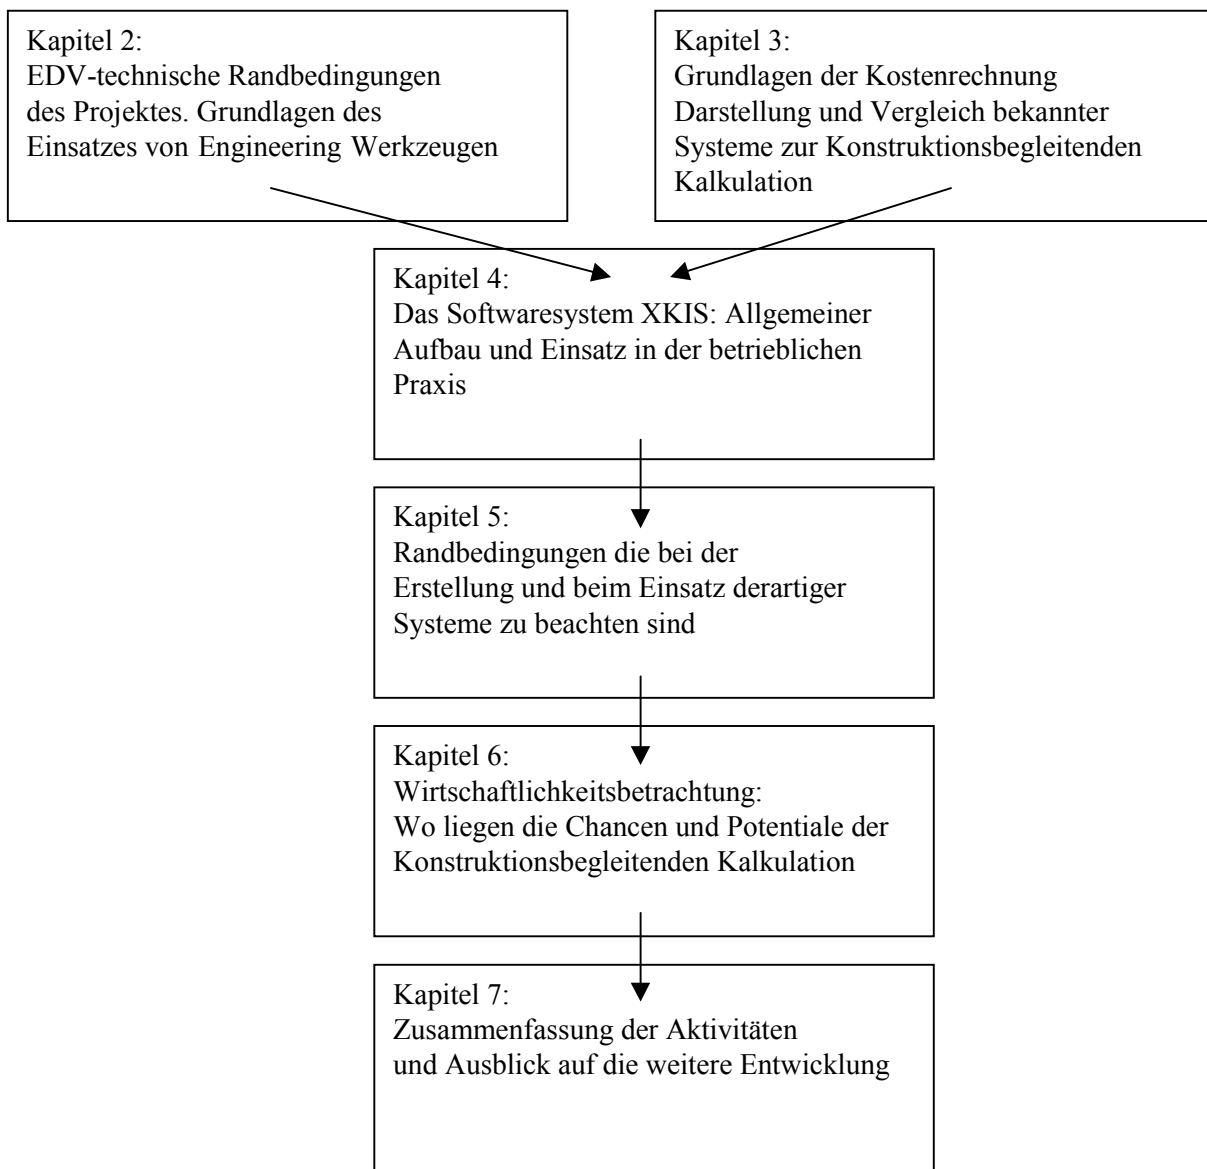 Kapitel 2:
EDV-technische Randbedingungen
des Projektes. Grundlagen des
Einsatzes von Engineering Werkzeugen
Kapitel 3:
Grundlagen der Kostenrechnung
Darstellung und Vergleich bekannter
Systeme zur Konstruktionsbegleitenden
Kalkulation
Kapitel 4:
Das Softwaresystem XKIS: Allgemeiner
Aufbau und Einsatz in der betrieblichen
Praxis
Kapitel 5:
Randbedingungen die bei der
Erstellung und beim Einsatz derartiger
Systeme zu beachten sind
Kapitel 6:
Wirtschaftlichkeitsbetrachtung:
Wo liegen die Chancen und Potentiale der
Konstruktionsbegleitenden Kalkulation
Kapitel 7:
Zusammenfassung der Aktivitäten
und Ausblick auf die weitere Entwicklung